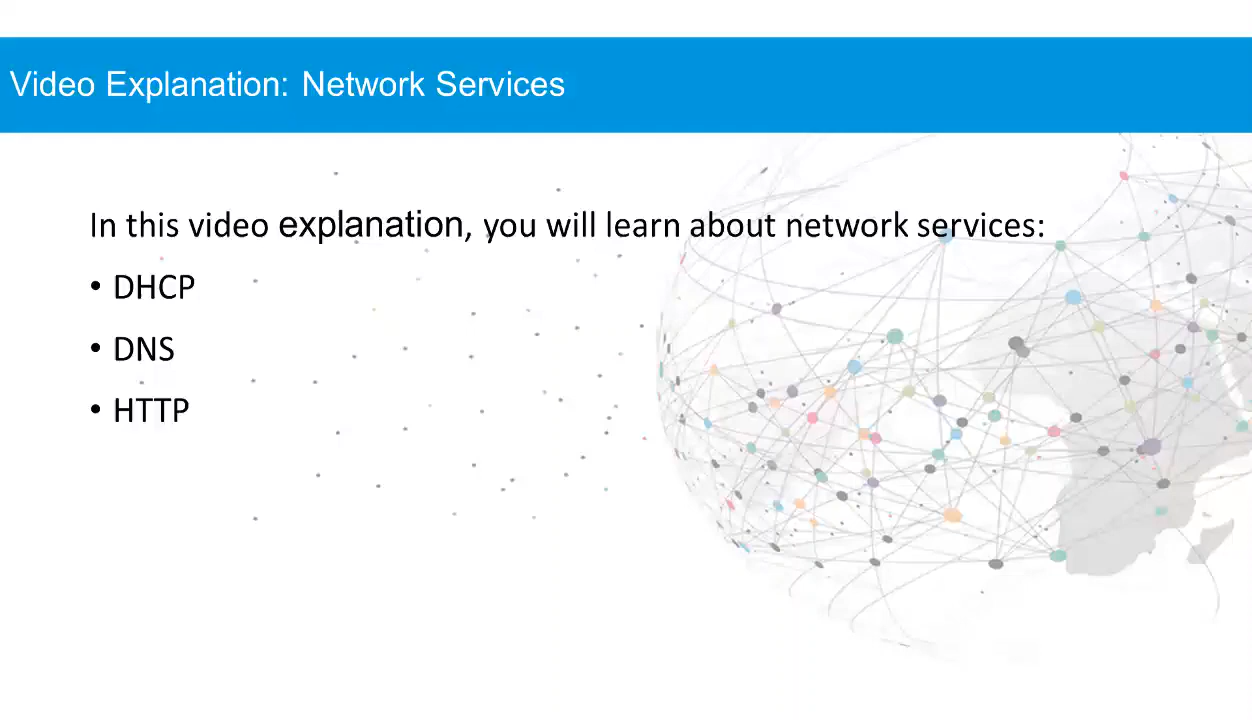 Video Explanation: Network Services
In this video explanation, you will learn about network services:
• DHCP
• DNS
• HTTP